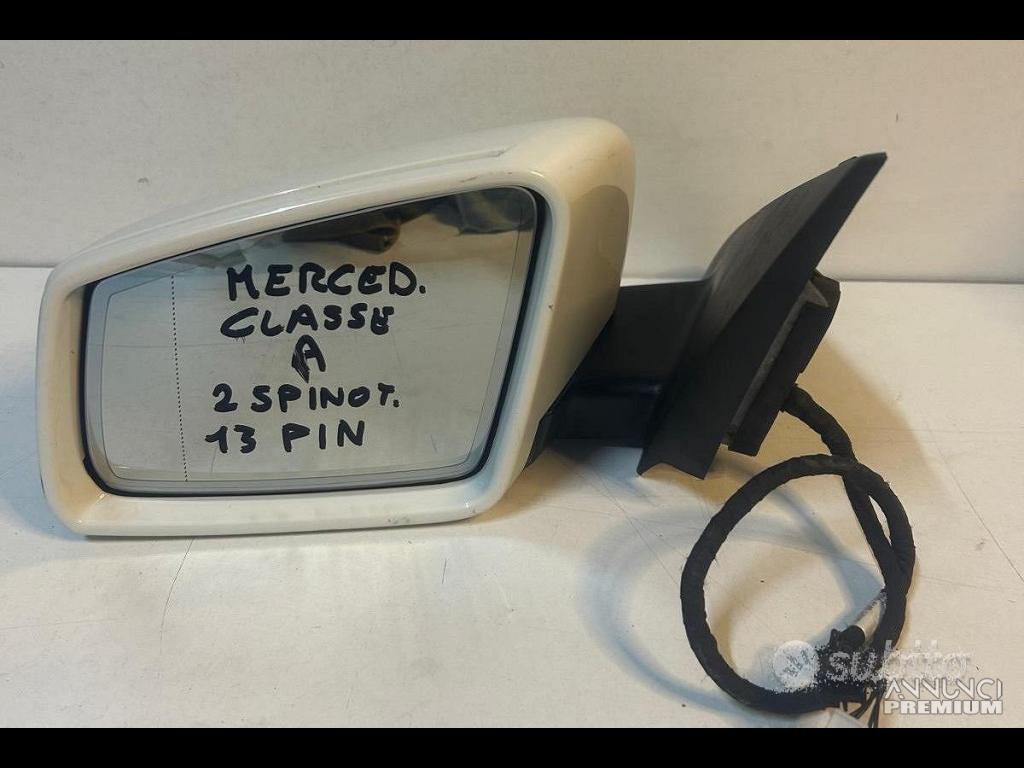 MERCED.
CLASSE
A
2 SPINOT.
13 PIN
subito
ANNUNCI
PREMIUM